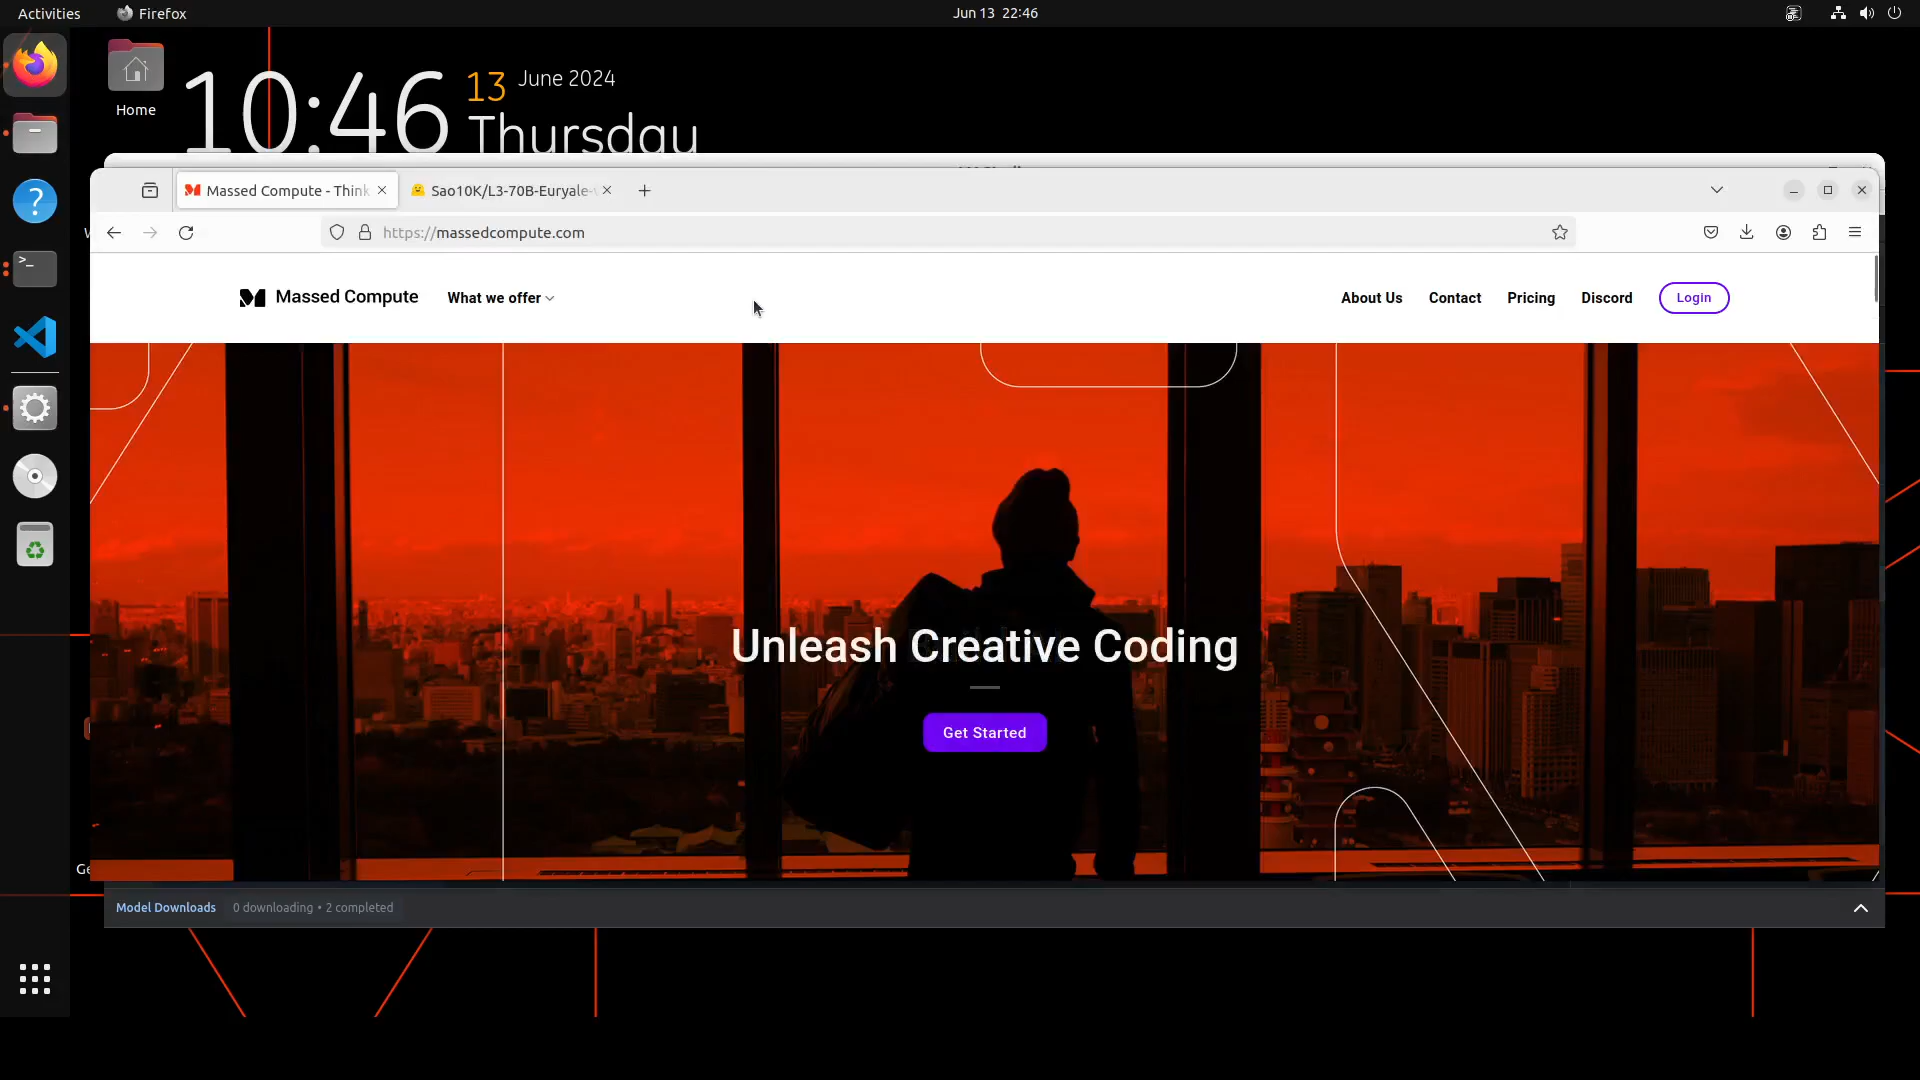 Activities
Firefox
Jun 13 22:46
Home
10:46
13
June 2024
Thursday
Massed Compute - Think
Sao10K/L3-70B-Euryale-
https://massedcompute.com
Massed Compute
What we offer
About Us
Contact
Pricing
Discord
Login
Unleash Creative Coding
Get Started
Ge
Model Downloads
0 downloading • 2 completed